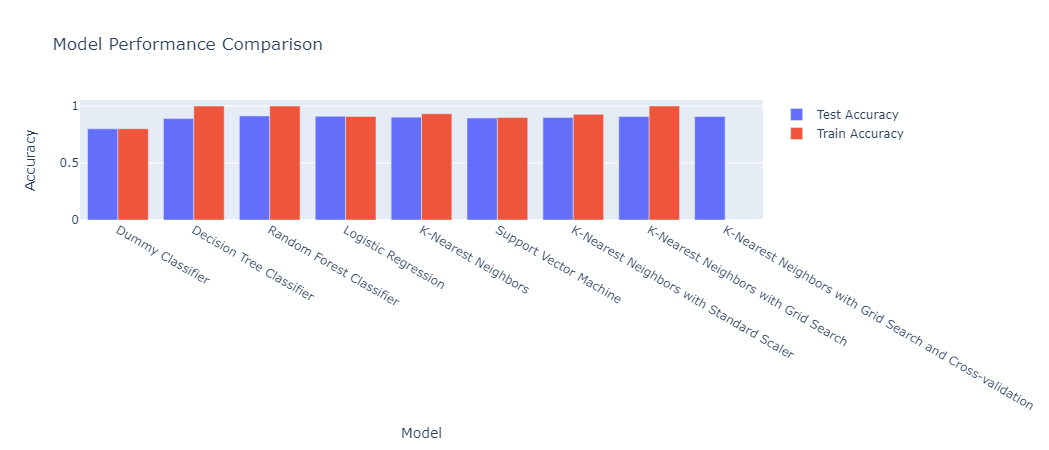 Model Performance Comparison
Accuracy
1
0.5
0
Test Accuracy
Train Accuracy
Dummy Classifier
Decision Tree Classifier
Random Forest Classifier
Logistic Regression
K-Nearest Neighbors
Support Vector Machine
K-Nearest Neighbors with Standard Scaler
K-Nearest Neighbors with Grid Search
K-Nearest Neighbors with Grid Search and Cross-validation
Model